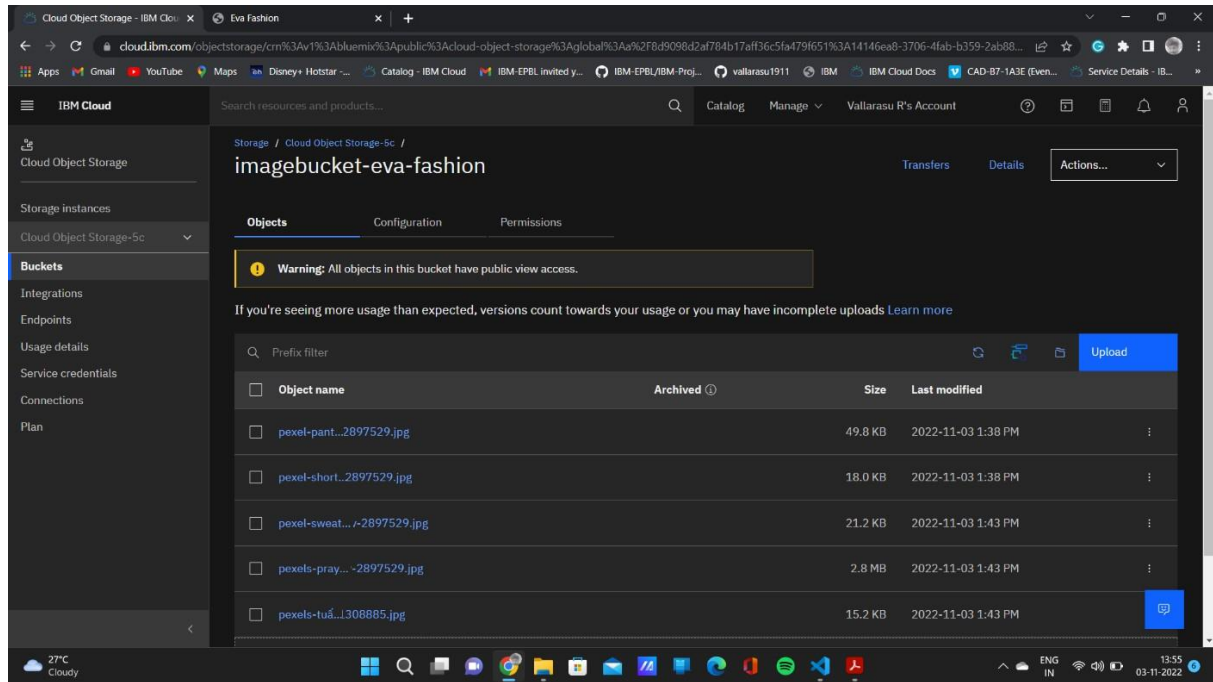 Cloud Object Storage - IBM Clou
Eva Fashion
cloud.ibm.com/objectstorage/crn%3Av1%3Abluemix%3Apublic%3Acloud-object-storage%3Aglobal%3Aa%2F8d9098d2af784b17aff36c5fa479f651%3A14146ea8-3706-4fab-b359-2ab88...
Apps Gmail YouTube Maps Disney+ Hotstar -... Catalog - IBM Cloud IBM-EPBL invited y... IBM-EPBL/IBM-Proj... vallarasu1911 IBM IBM Cloud Docs CAD-B7-1A3E (Even... Service Details - IB... »
IBM Cloud Search resources and products... Catalog Manage Vallarasu R's Account
Cloud Object Storage
Storage / Cloud Object Storage-5c /
imagebucket-eva-fashion
Transfers Details Actions...
Storage instances
Cloud Object Storage-5c
Buckets
Integrations
Endpoints
Usage details
Service credentials
Connections
Plan
Objects Configuration Permissions
Warning: All objects in this bucket have public view access.
If you're seeing more usage than expected, versions count towards your usage or you may have incomplete uploads Learn more
Prefix filter Upload
Object name Archived Size Last modified
pexel-pant...2897529.jpg 49.8 KB 2022-11-03 1:38 PM
pexel-short..2897529.jpg 18.0 KB 2022-11-03 1:38 PM
pexel-sweat... -2897529.jpg 21.2 KB 2022-11-03 1:43 PM
pexels-pray... -2897529.jpg 2.8 MB 2022-11-03 1:43 PM
pexels-tuấ...308885.jpg 15.2 KB 2022-11-03 1:43 PM
27°C
Cloudy
ENG
IN
13:55
03-11-2022
6